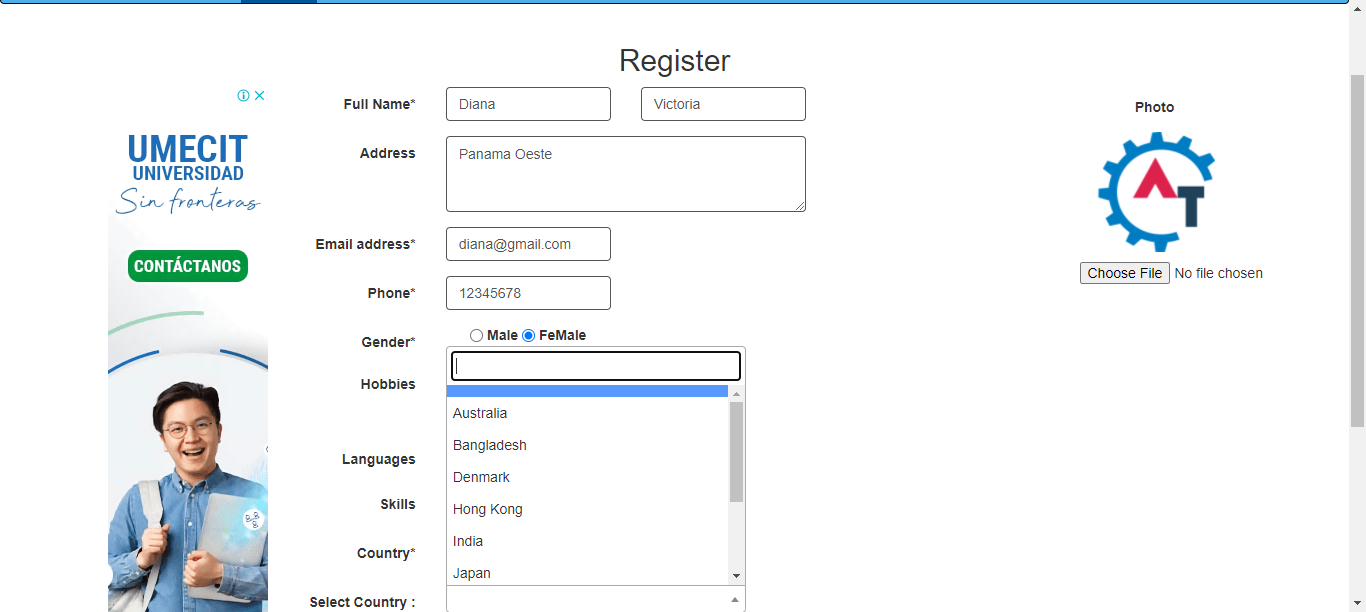 Register
UMECIT
UNIVERSIDAD
Sin fronteras
CONTÁCTANOS
Full Name* Diana Victoria
Address Panama Oeste
Email address* diana@gmail.com
Phone* 12345678
Gender* Male FeMale
Hobbies
Languages
Skills
Country*
Select Country :
Australia
Bangladesh
Denmark
Hong Kong
India
Japan
Photo
AT
Choose File No file chosen